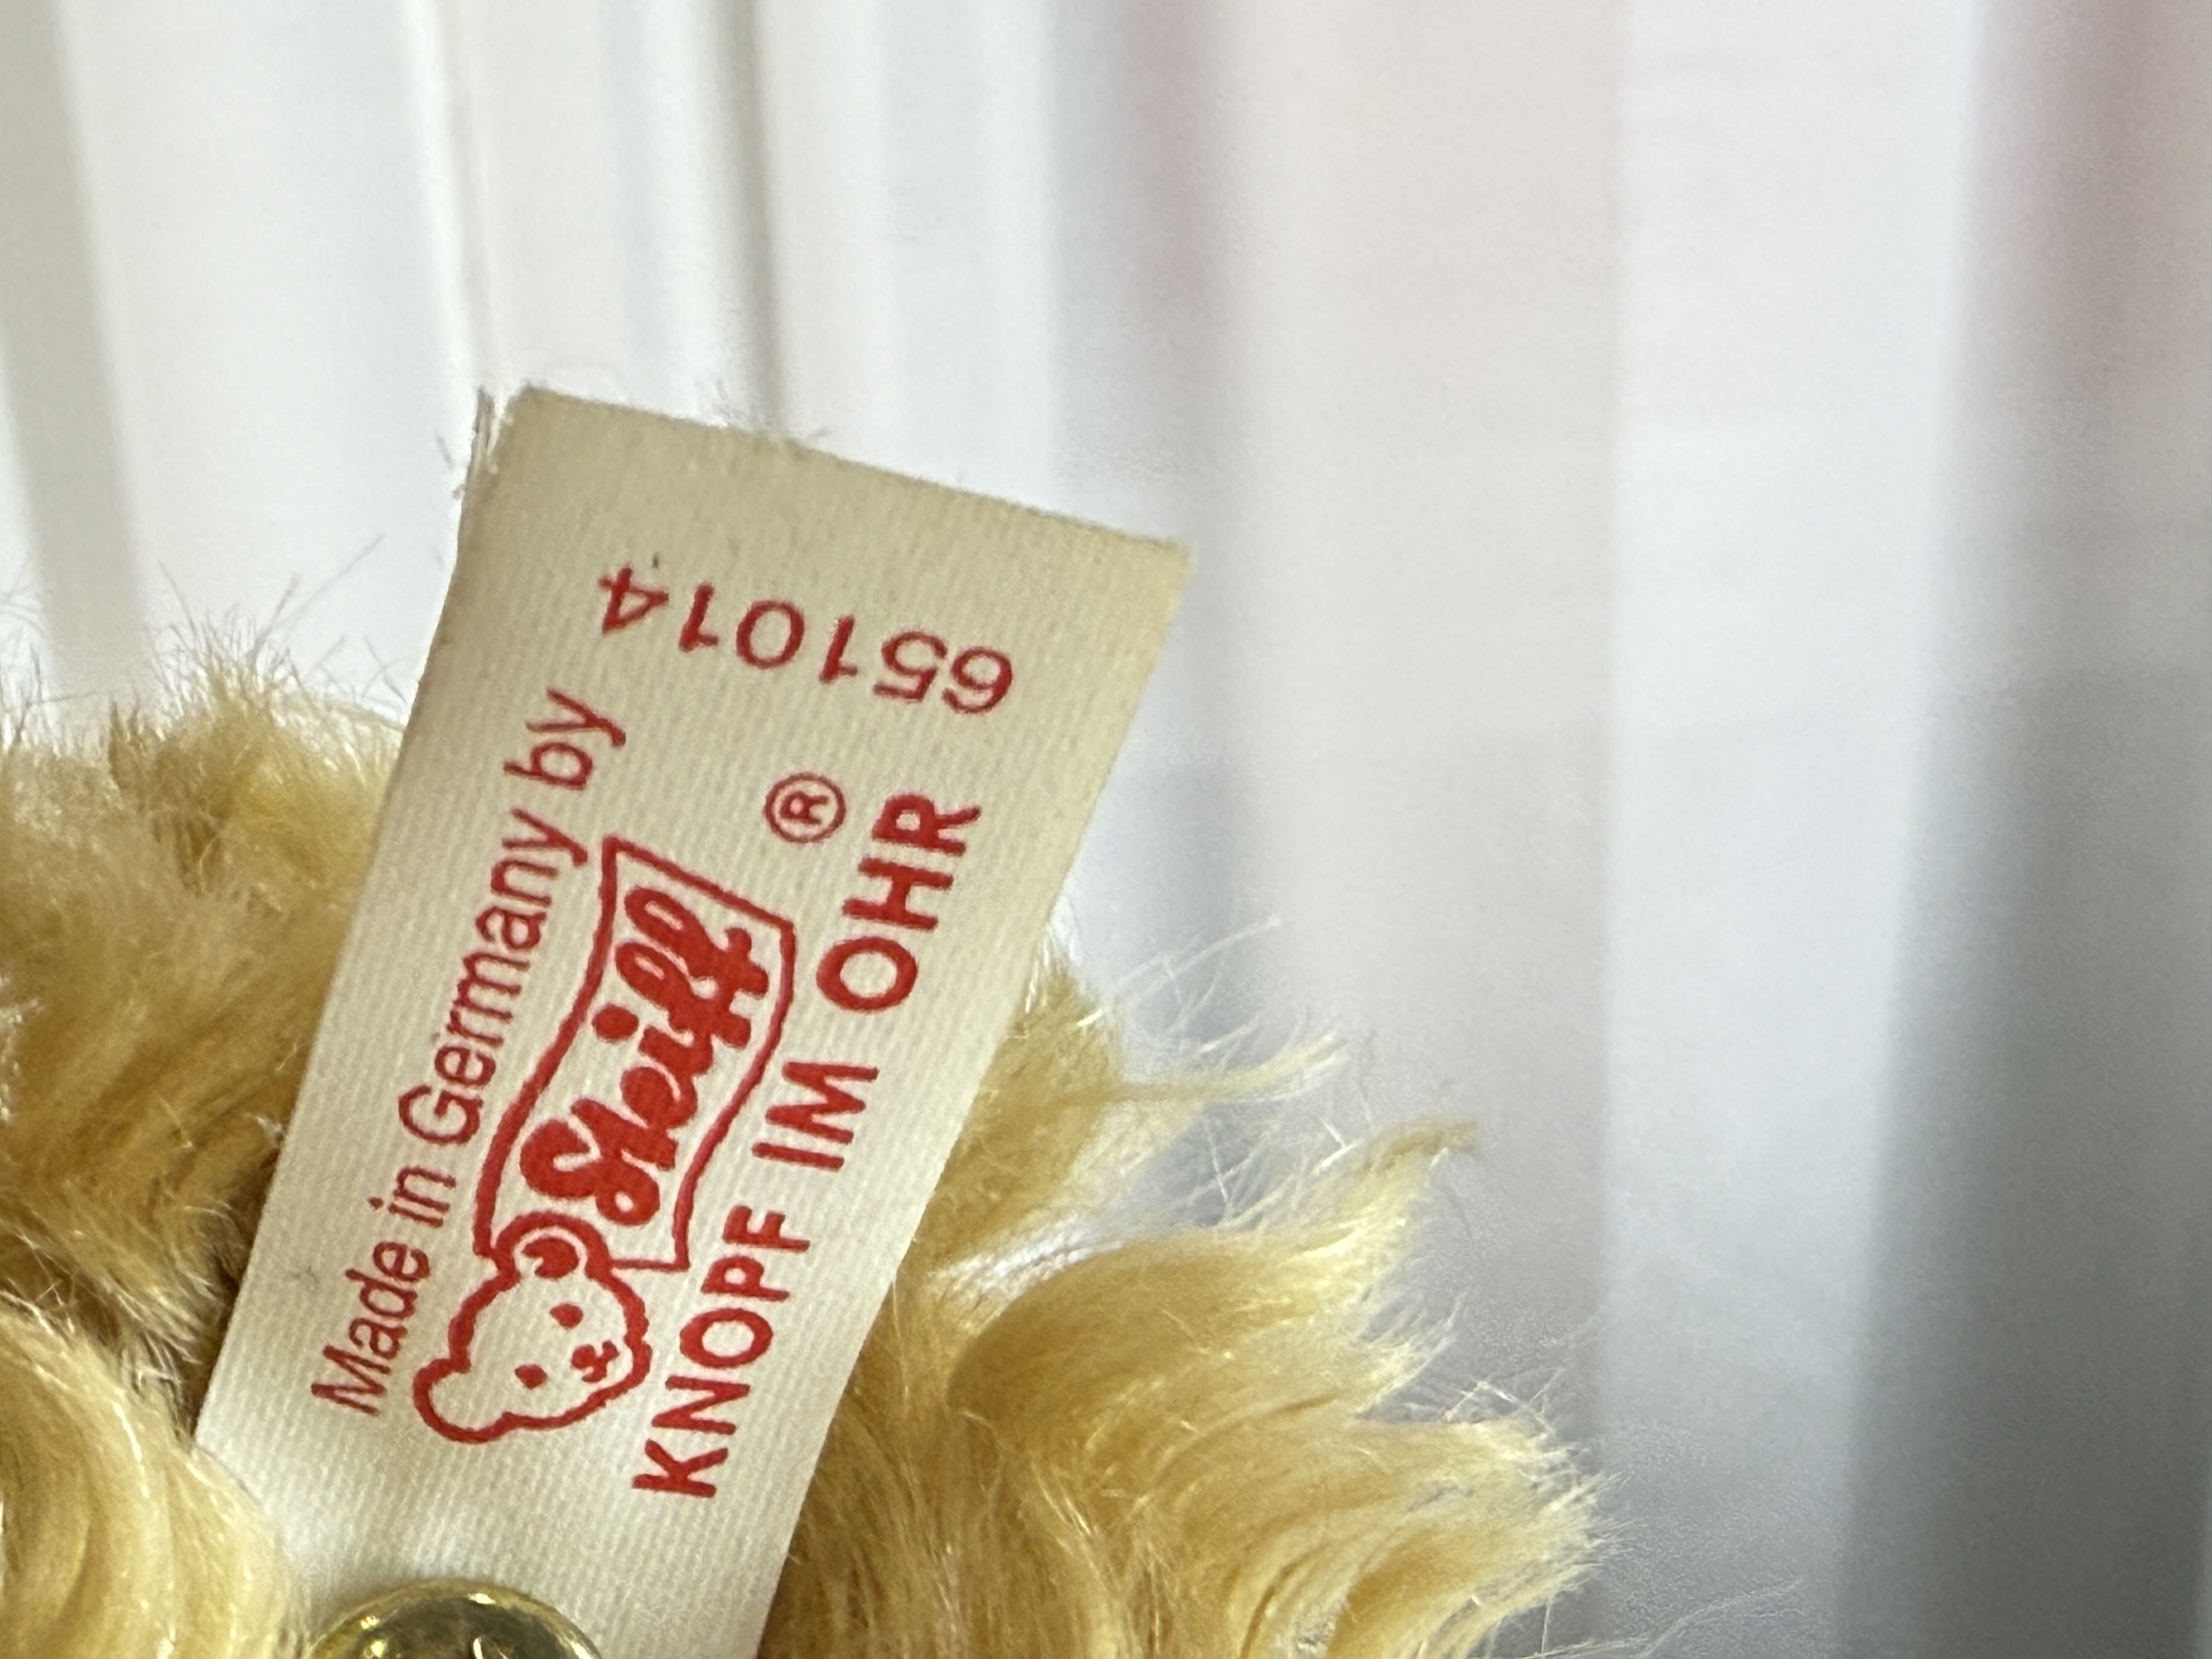 Made in Germany by
Steiff ®
KNOPF IM OHR
651014